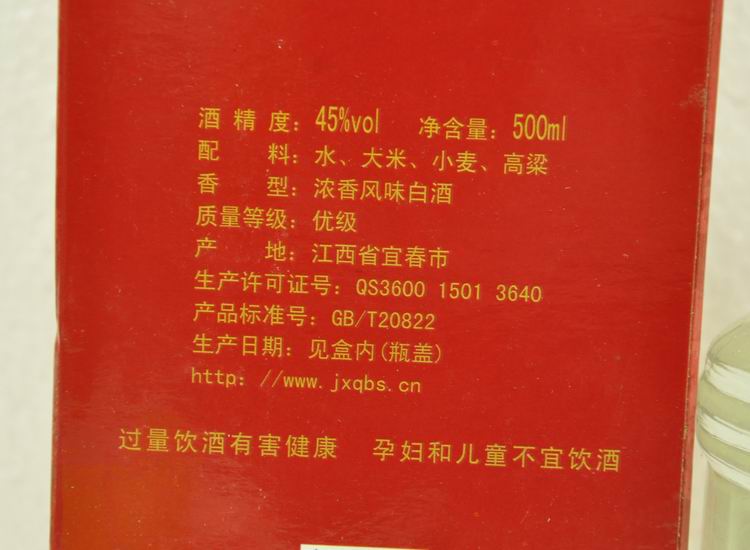 酒精度：45%vol 净含量：500ml
配料：水、大米、小麦、高粱
香型：浓香风味白酒
质量等级：优级
产地：江西省宜春市
生产许可证号：QS3600 1501 3640
产品标准号：GB/T20822
生产日期：见盒内(瓶盖)
http：//www.jxqbs.cn
过量饮酒有害健康 孕妇和儿童不宜饮酒